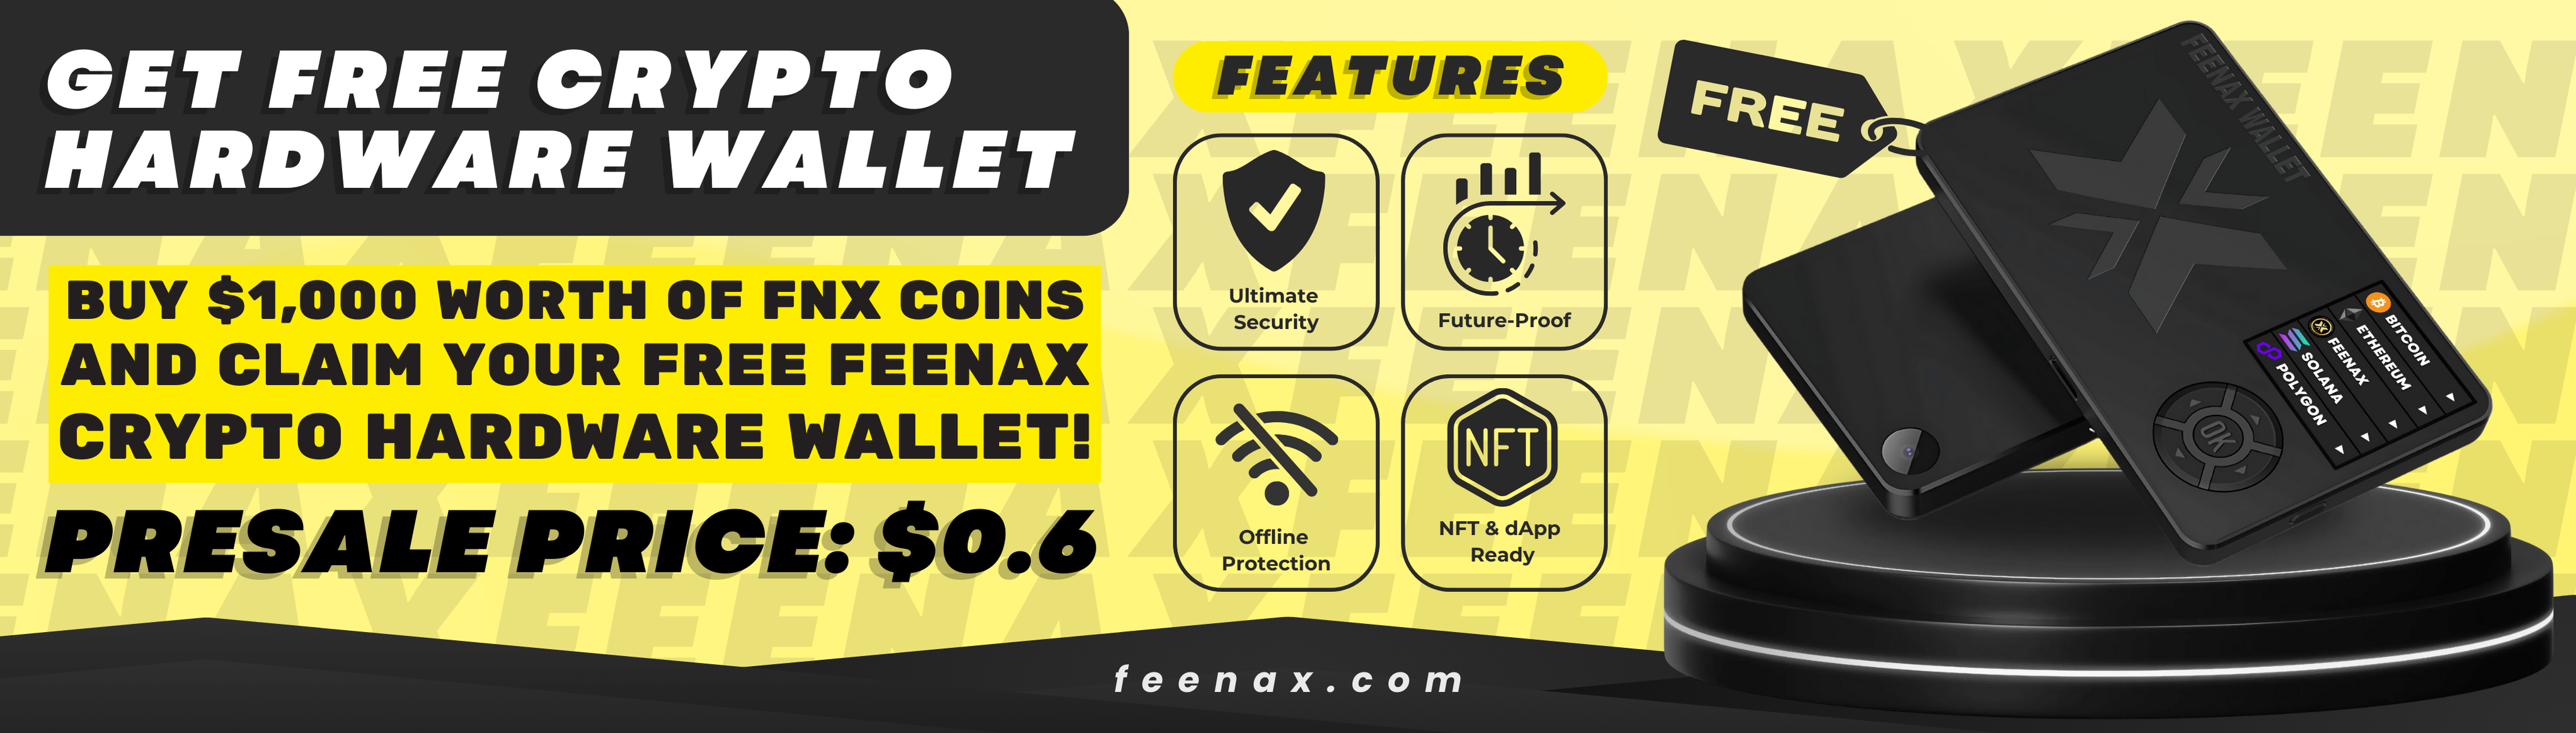 GET FREE CRYPTO
HARDWARE WALLET
BUY $1,000 WORTH OF FNX COINS
AND CLAIM YOUR FREE FEENAX
CRYPTO HARDWARE WALLET!
PRESALE PRICE: $0.6
FEATURES
Ultimate
Security
Future-Proof
Offline
Protection
NFT
NFT & dApp
Ready
FREE
FEENAX WALLET
BITCOIN
ETHEREUM
FEENAX
SOLANA
POLYGON
OK
feenax.com